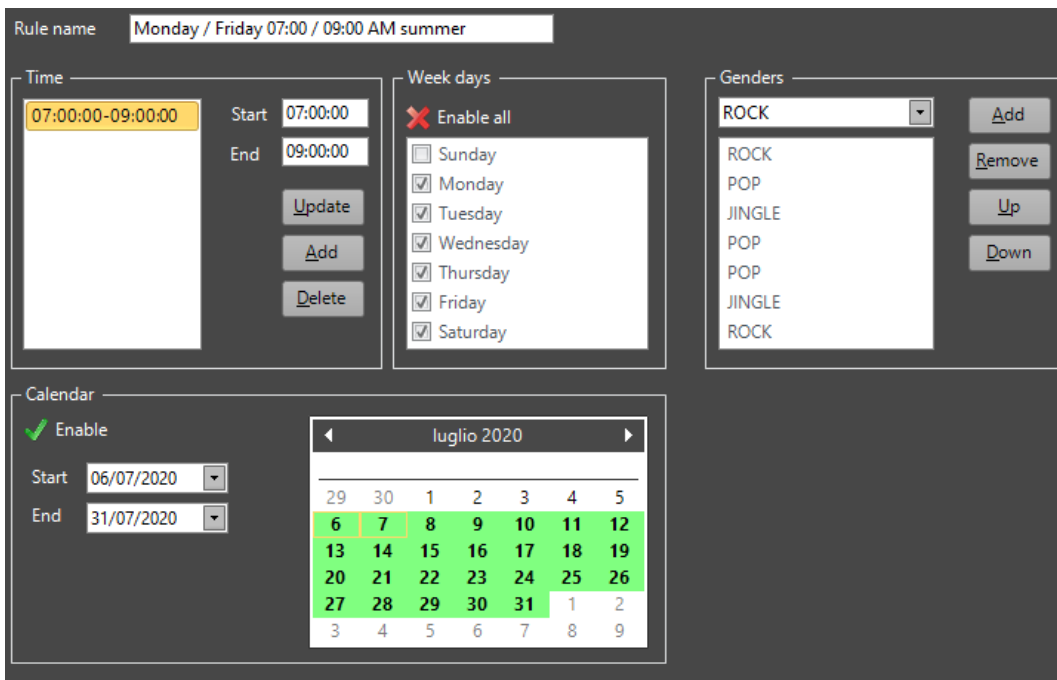 Rule name Monday / Friday 07:00 / 09:00 AM summer
Time
07:00:00-09:00:00
Start 07:00:00
End 09:00:00
Update
Add
Delete
Week days
Enable all
Sunday
Monday
Tuesday
Wednesday
Thursday
Friday
Saturday
Genders
ROCK
ROCK
POP
JINGLE
POP
POP
JINGLE
ROCK
Add
Remove
Up
Down
Calendar
Enable
Start 06/07/2020
End 31/07/2020
luglio 2020
29 30 1 2 3 4 5
6 7 8 9 10 11 12
13 14 15 16 17 18 19
20 21 22 23 24 25 26
27 28 29 30 31 1 2
3 4 5 6 7 8 9